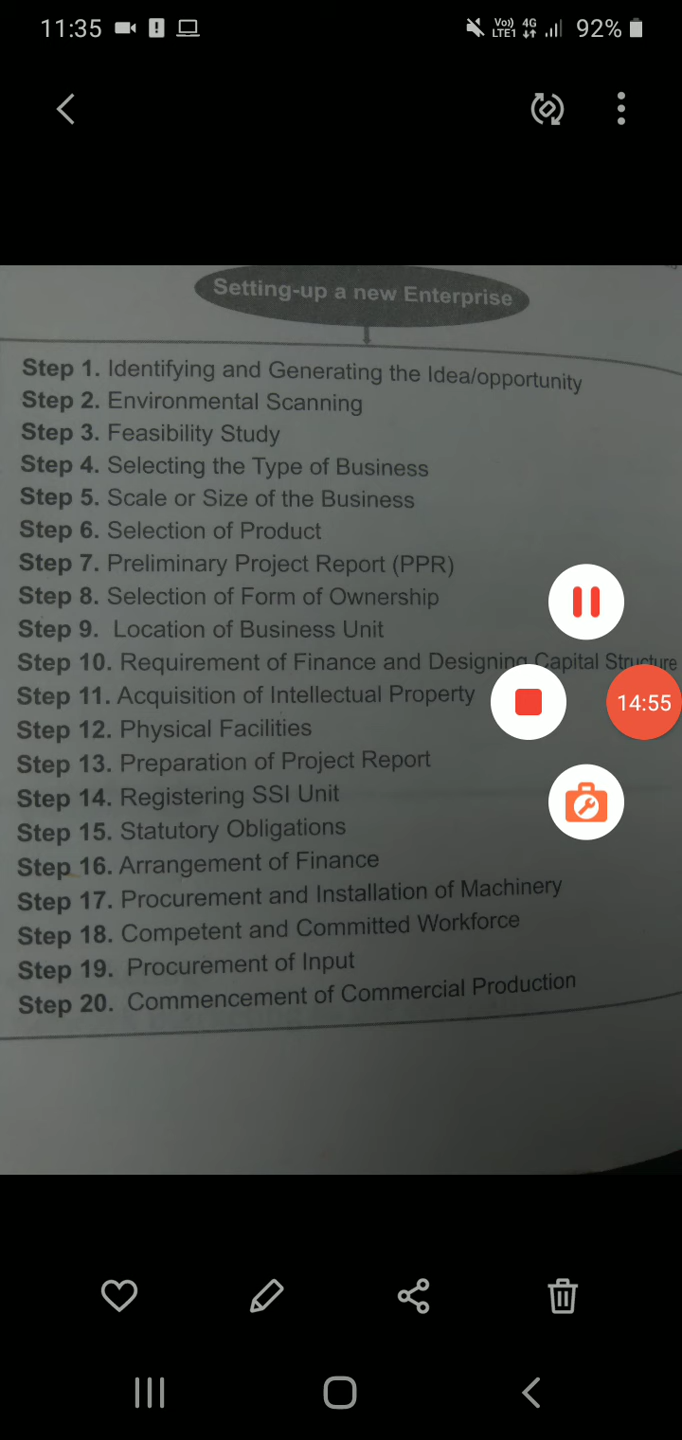 11:35
Vo)) 4G
LTE1
92%
Setting-up a new Enterprise
Step 1. Identifying and Generating the Idea/opportunity
Step 2. Environmental Scanning
Step 3. Feasibility Study
Step 4. Selecting the Type of Business
Step 5. Scale or Size of the Business
Step 6. Selection of Product
Step 7. Preliminary Project Report (PPR)
Step 8. Selection of Form of Ownership
Step 9. Location of Business Unit
Step 10. Requirement of Finance and Designing Capital Structure
Step 11. Acquisition of Intellectual Property
14:55
Step 12. Physical Facilities
Step 13. Preparation of Project Report
Step 14. Registering SSI Unit
Step 15. Statutory Obligations
Step 16. Arrangement of Finance
Step 17. Procurement and Installation of Machinery
Step 18. Competent and Committed Workforce
Step 19. Procurement of Input
Step 20. Commencement of Commercial Production